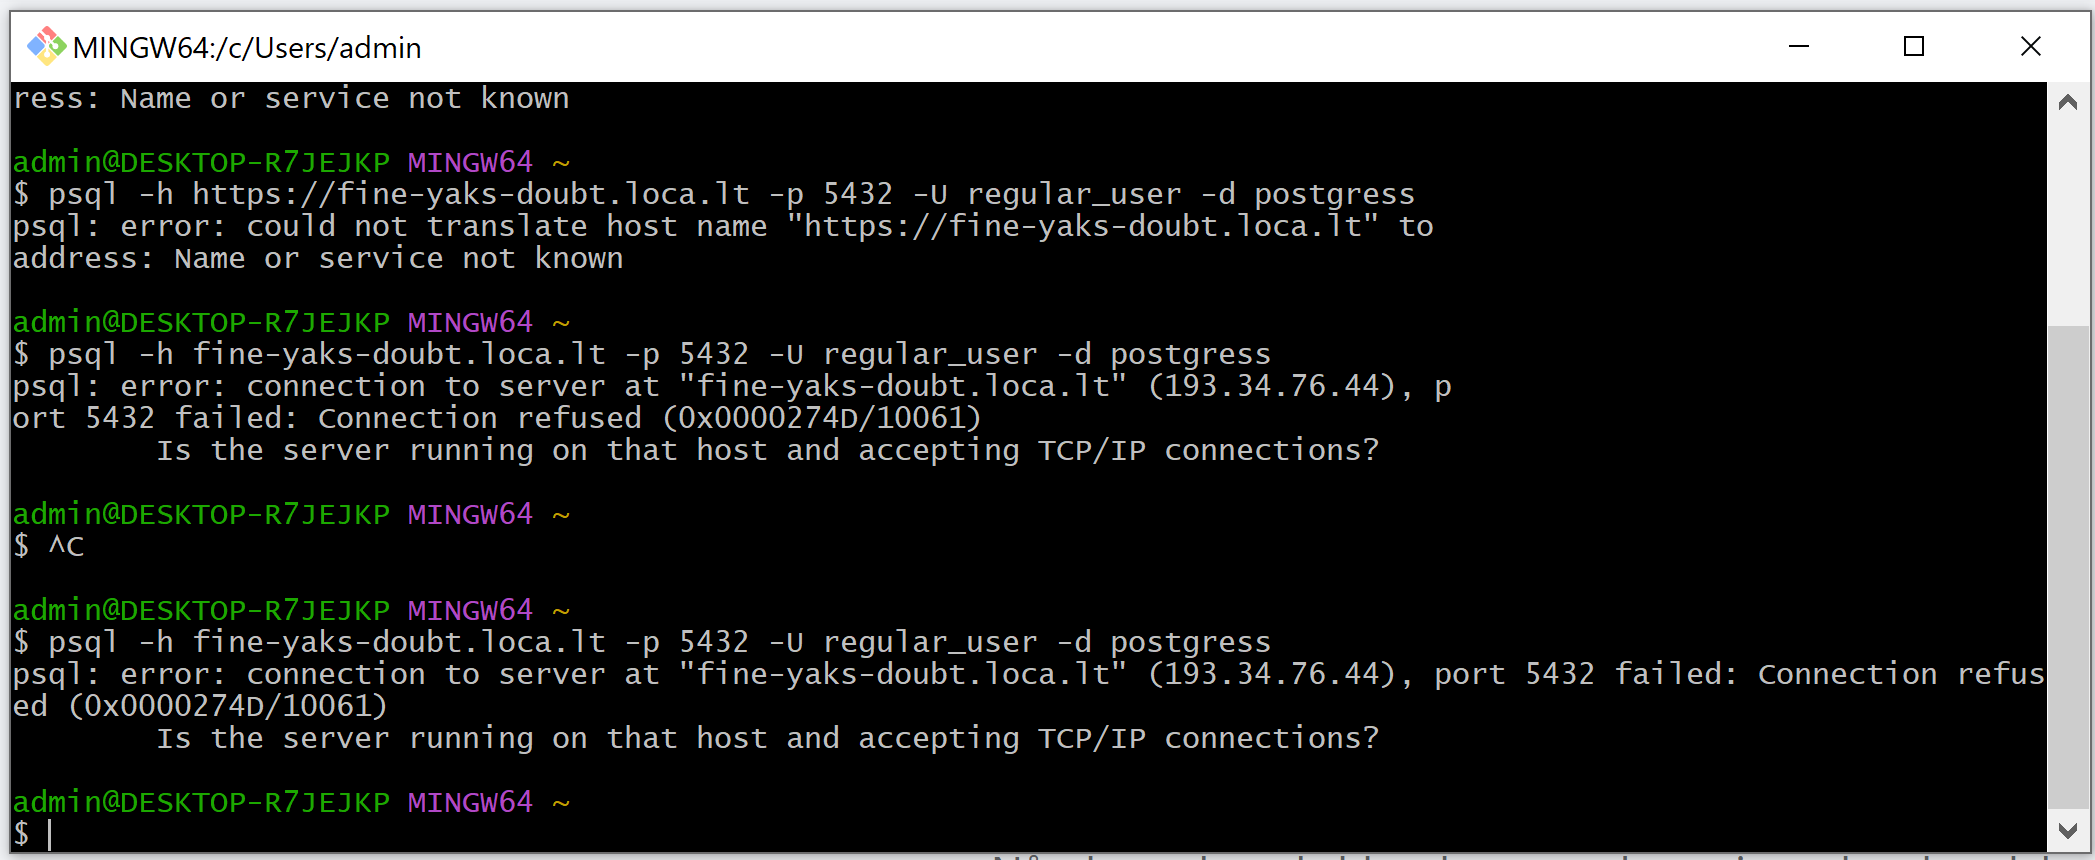 MINGW64:/c/Users/admin
ress: Name or service not known
admin@DESKTOP-R7JEJKP MINGW64 ~
$ psql -h https://fine-yaks-doubt.loca.lt -p 5432 -U regular_user -d postgress
psql: error: could not translate host name "https://fine-yaks-doubt.loca.lt" to
address: Name or service not known
admin@DESKTOP-R7JEJKP MINGW64 ~
$ psql -h fine-yaks-doubt.loca.lt -p 5432 -U regular_user -d postgress
psql: error: connection to server at "fine-yaks-doubt.loca.lt" (193.34.76.44), p
ort 5432 failed: Connection refused (0x0000274D/10061)
Is the server running on that host and accepting TCP/IP connections?
admin@DESKTOP-R7JEJKP MINGW64 ~
$ ^C
admin@DESKTOP-R7JEJKP MINGW64 ~
$ psql -h fine-yaks-doubt.loca.lt -p 5432 -U regular_user -d postgress
psql: error: connection to server at "fine-yaks-doubt.loca.lt" (193.34.76.44), port 5432 failed: Connection refus
ed (0x0000274D/10061)
Is the server running on that host and accepting TCP/IP connections?
admin@DESKTOP-R7JEJKP MINGW64 ~
$